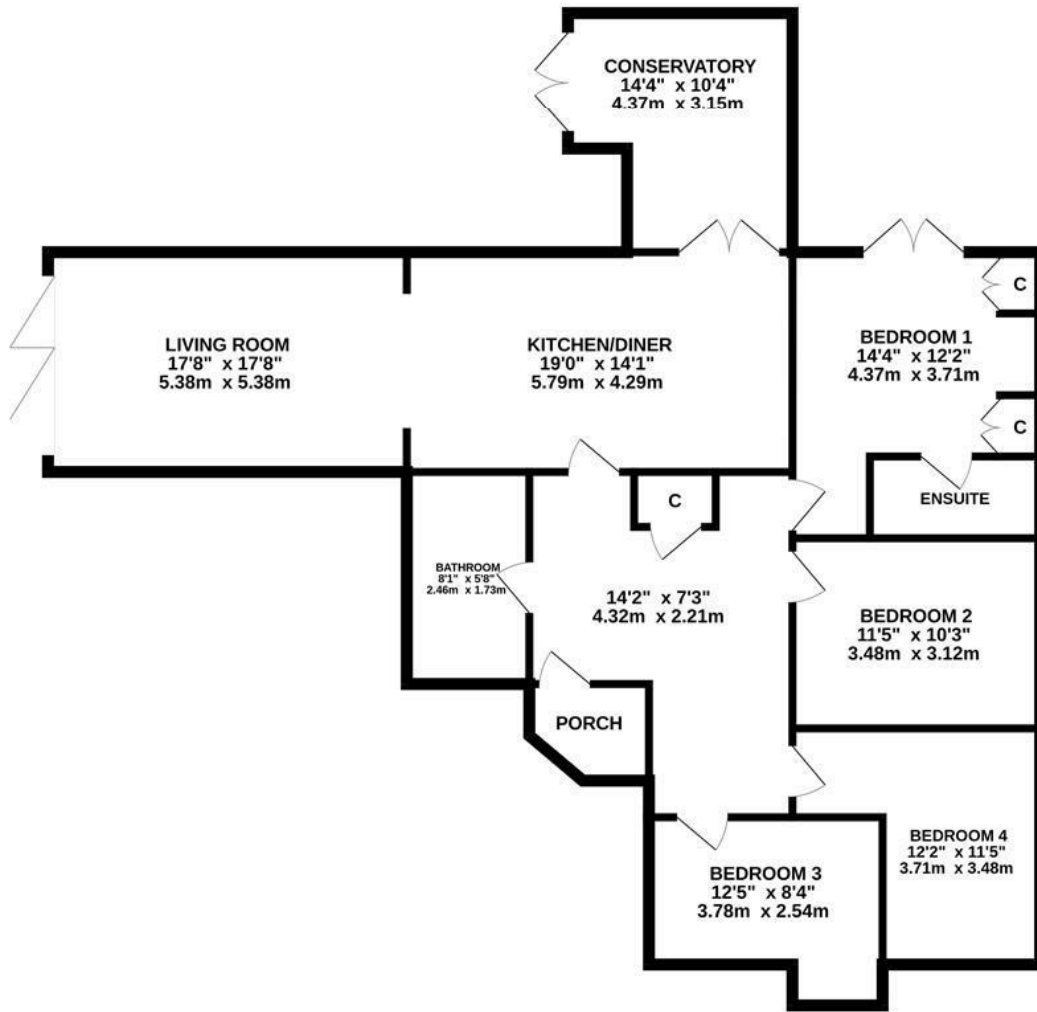 CONSERVATORY
14'4" x 10'4"
4.37m x 3.15m
LIVING ROOM
17'8" x 17'8"
5.38m x 5.38m
KITCHEN/DINER
19'0" x 14'1"
5.79m x 4.29m
BEDROOM 1
14'4" x 12'2"
4.37m x 3.71m
C
C
ENSUITE
C
BATHROOM
8'1" x 5'8"
2.46m x 1.73m
14'2" x 7'3"
4.32m x 2.21m
BEDROOM 2
11'5" x 10'3"
3.48m x 3.12m
PORCH
BEDROOM 3
12'5" x 8'4"
3.78m x 2.54m
BEDROOM 4
12'2" x 11'5"
3.71m x 3.48m